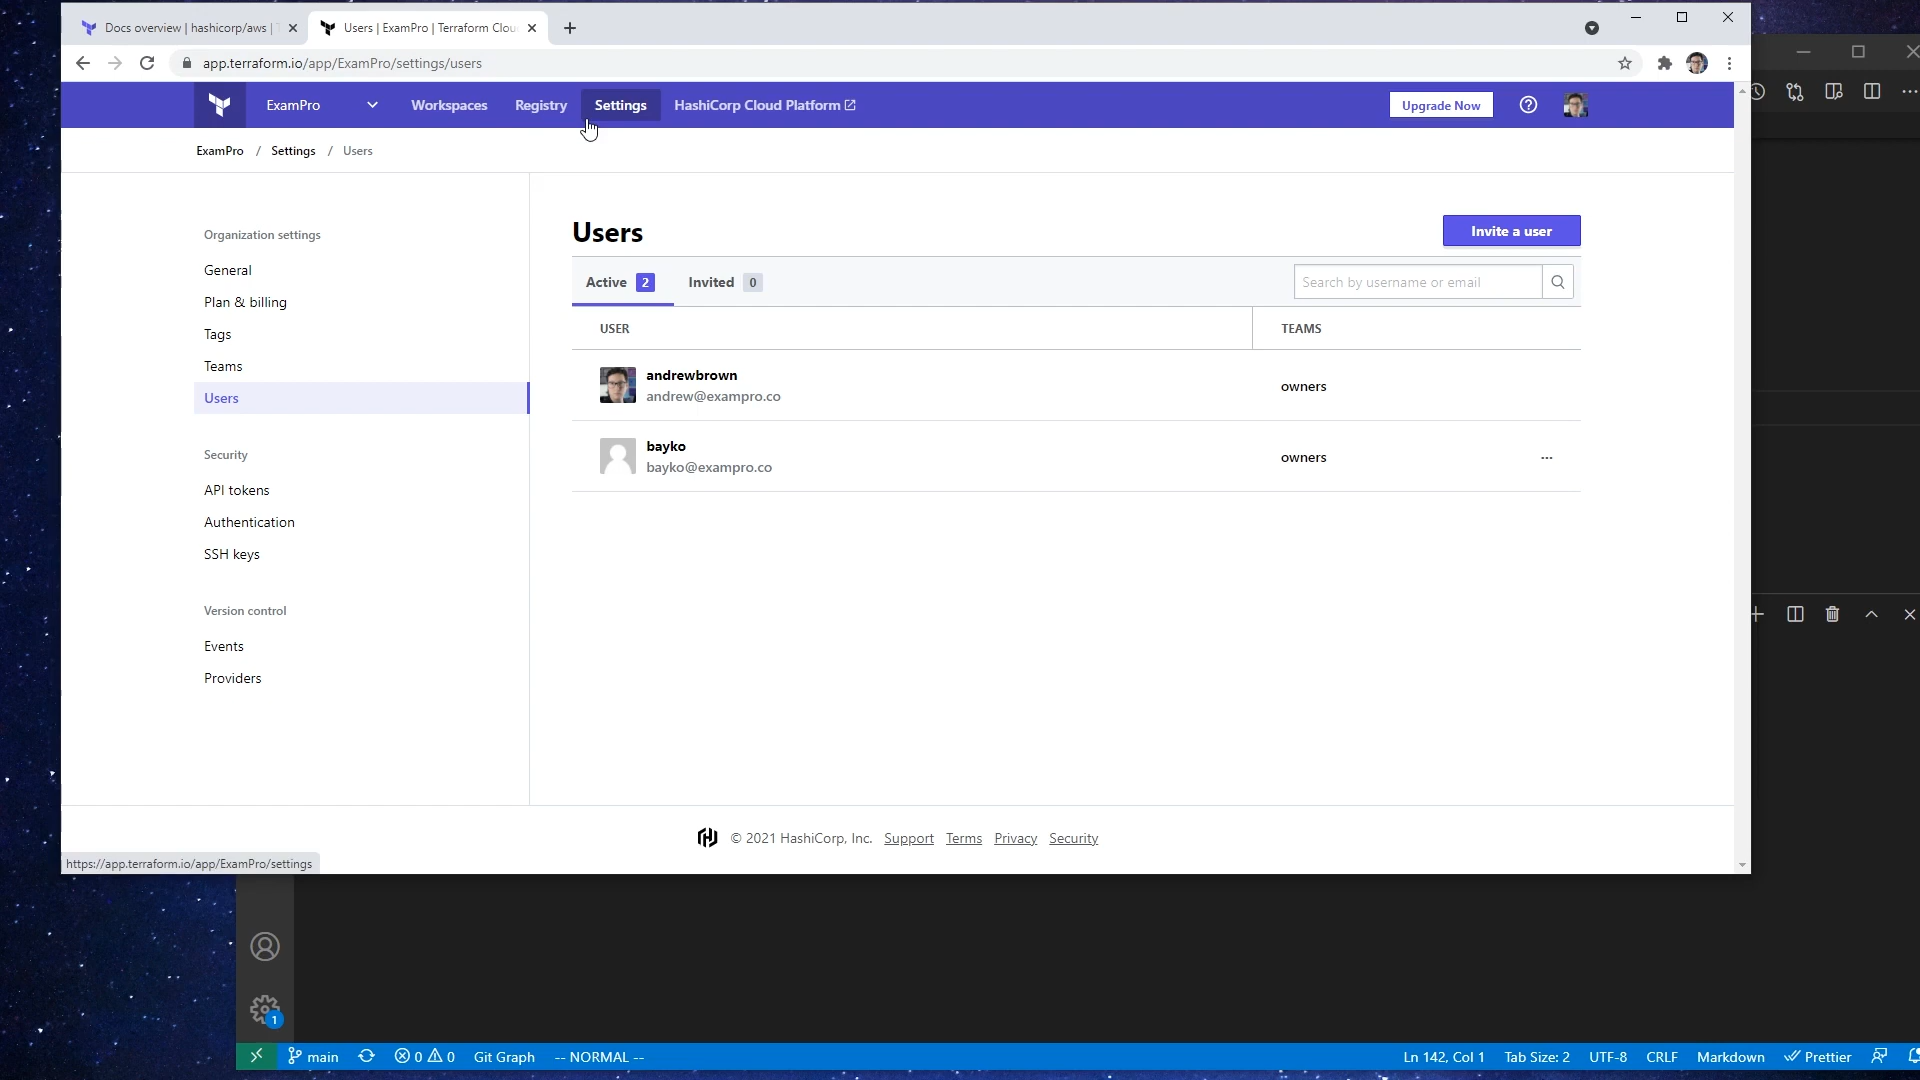 Docs overview | hashicorp/aws | T
Users | ExamPro | Terraform Clou
app.terraform.io/app/ExamPro/settings/users
ExamPro
Workspaces
Registry
Settings
HashiCorp Cloud Platform
Upgrade Now
ExamPro / Settings / Users
Organization settings
General
Plan & billing
Tags
Teams
Users
Security
API tokens
Authentication
SSH keys
Version control
Events
Providers
Users
Invite a user
Active 2
Invited 0
Search by username or email
USER
TEAMS
andrewbrown
andrew@exampro.co
owners
bayko
bayko@exampro.co
owners
© 2021 HashiCorp, Inc. Support Terms Privacy Security
https://app.terraform.io/app/ExamPro/settings
1
main
0 0
Git Graph
-- NORMAL --
Ln 142, Col 1
Tab Size: 2
UTF-8
CRLF
Markdown
Prettier